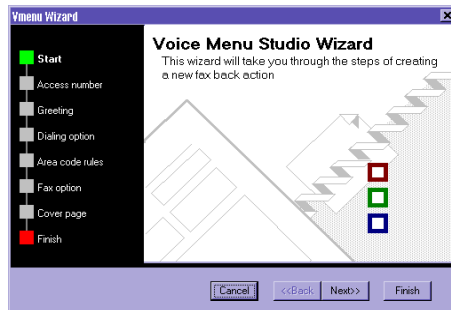 Vmenu Wizard
Start
Access number
Greeting
Dialing option
Area code rules
Fax option
Cover page
Finish
Voice Menu Studio Wizard
This wizard will take you through the steps of creating
a new fax back action
Cancel
<<Back
Next>>
Finish